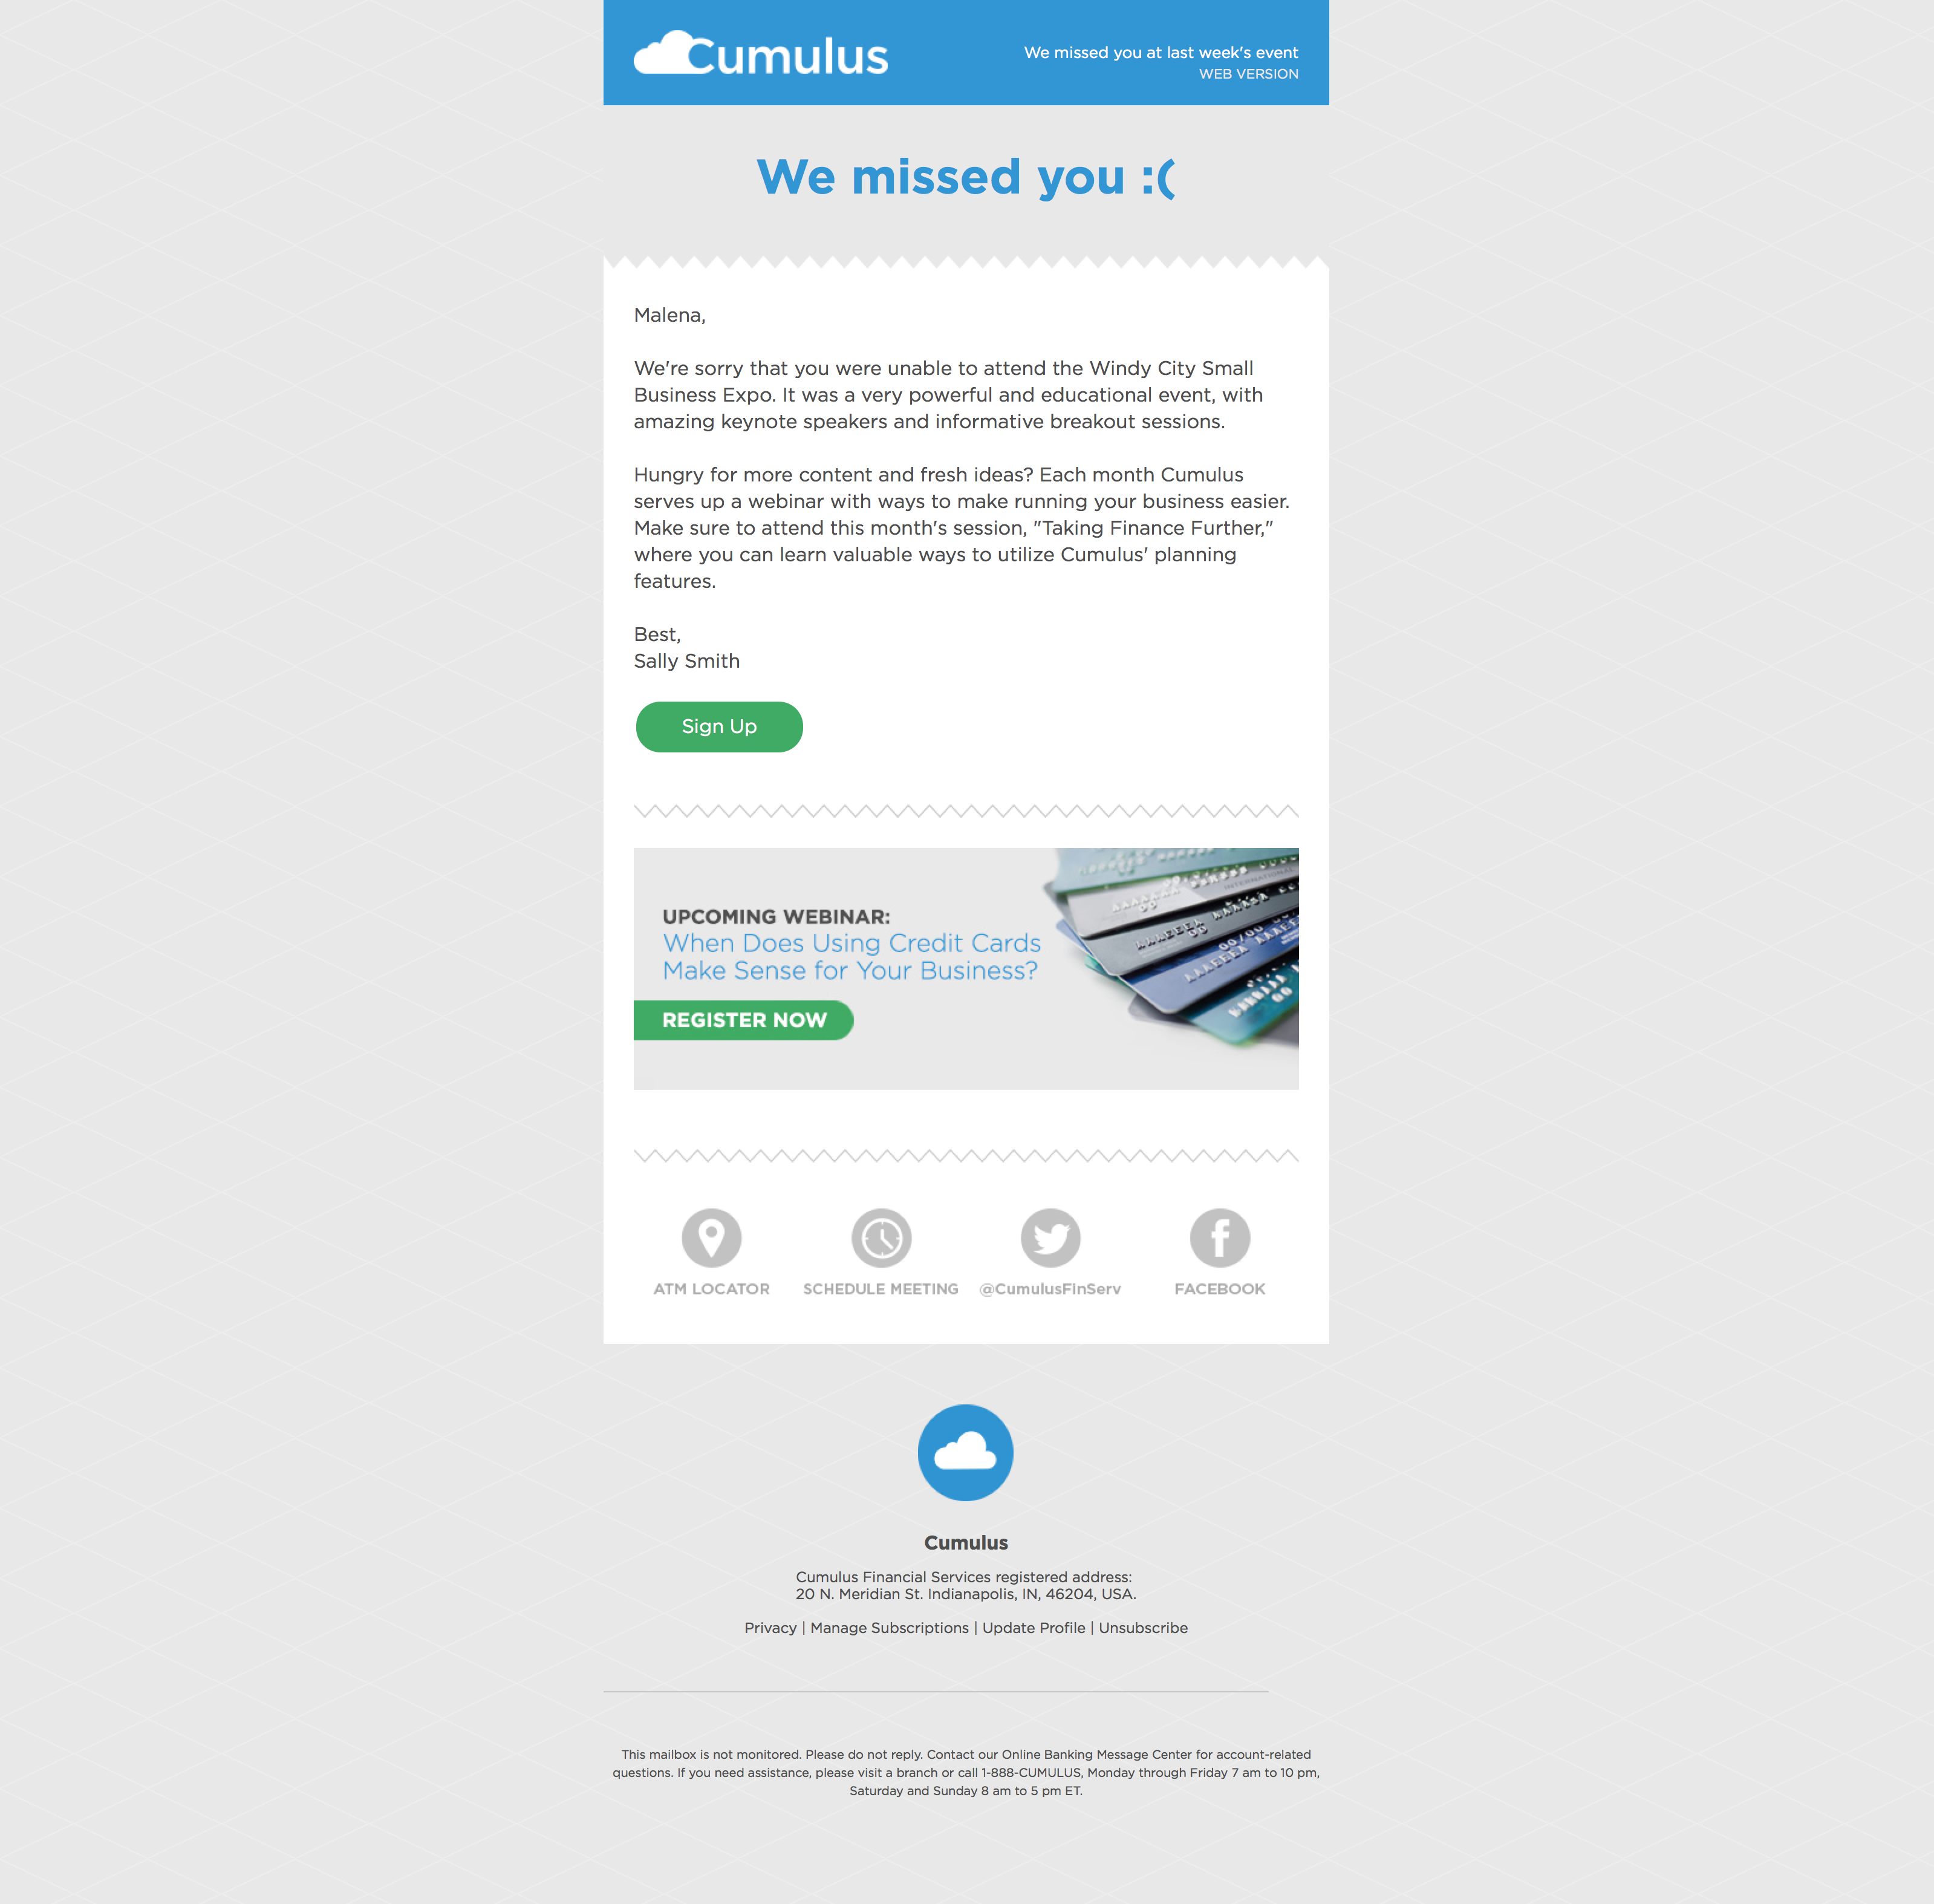 Cumulus
We missed you at last week's event
WEB VERSION
We missed you :(
Malena,
We're sorry that you were unable to attend the Windy City Small
Business Expo. It was a very powerful and educational event, with
amazing keynote speakers and informative breakout sessions.
Hungry for more content and fresh ideas? Each month Cumulus
serves up a webinar with ways to make running your business easier.
Make sure to attend this month's session, "Taking Finance Further,"
where you can learn valuable ways to utilize Cumulus' planning
features.
Best,
Sally Smith
Sign Up
UPCOMING WEBINAR:
When Does Using Credit Cards
Make Sense for Your Business?
REGISTER NOW
INTERNATIONAL
00/00
ATM LOCATOR
SCHEDULE MEETING
@CumulusFinServ
FACEBOOK
Cumulus
Cumulus Financial Services registered address:
20 N. Meridian St. Indianapolis, IN, 46204, USA.
Privacy | Manage Subscriptions | Update Profile | Unsubscribe
This mailbox is not monitored. Please do not reply. Contact our Online Banking Message Center for account-related
questions. If you need assistance, please visit a branch or call 1-888-CUMULUS, Monday through Friday 7 am to 10 pm,
Saturday and Sunday 8 am to 5 pm ET.